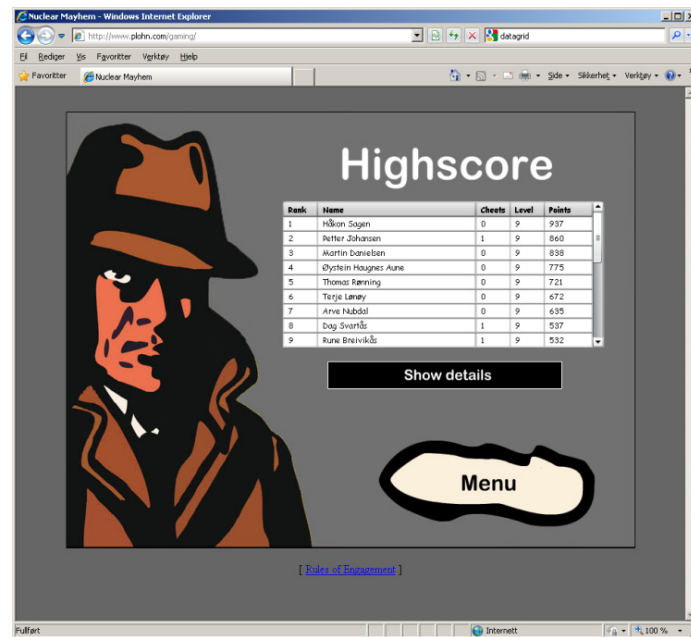 Nuclear Mayhem - Windows Internet Explorer
http://www.plohn.com/gaming/
datagrid
Fil Rediger Vis Favoritter Verktøy Hjelp
Favoritter Nuclear Mayhem Side Sikkerhet Verktøy
Highscore
Rank Name Cheats Level Points
1 Håkon Sagen 0 9 937
2 Petter Johansen 1 9 860
3 Martin Danielsen 0 9 838
4 Øystein Haugnes Aune 0 9 775
5 Thomas Rønning 0 9 721
6 Terje Lønøy 0 9 672
7 Arve Nubdal 0 9 635
8 Dag Svartås 1 9 537
9 Rune Breivikås 1 9 532
Show details
Menu
[ Rules of Engagement ]
Fullført Internett 100 %